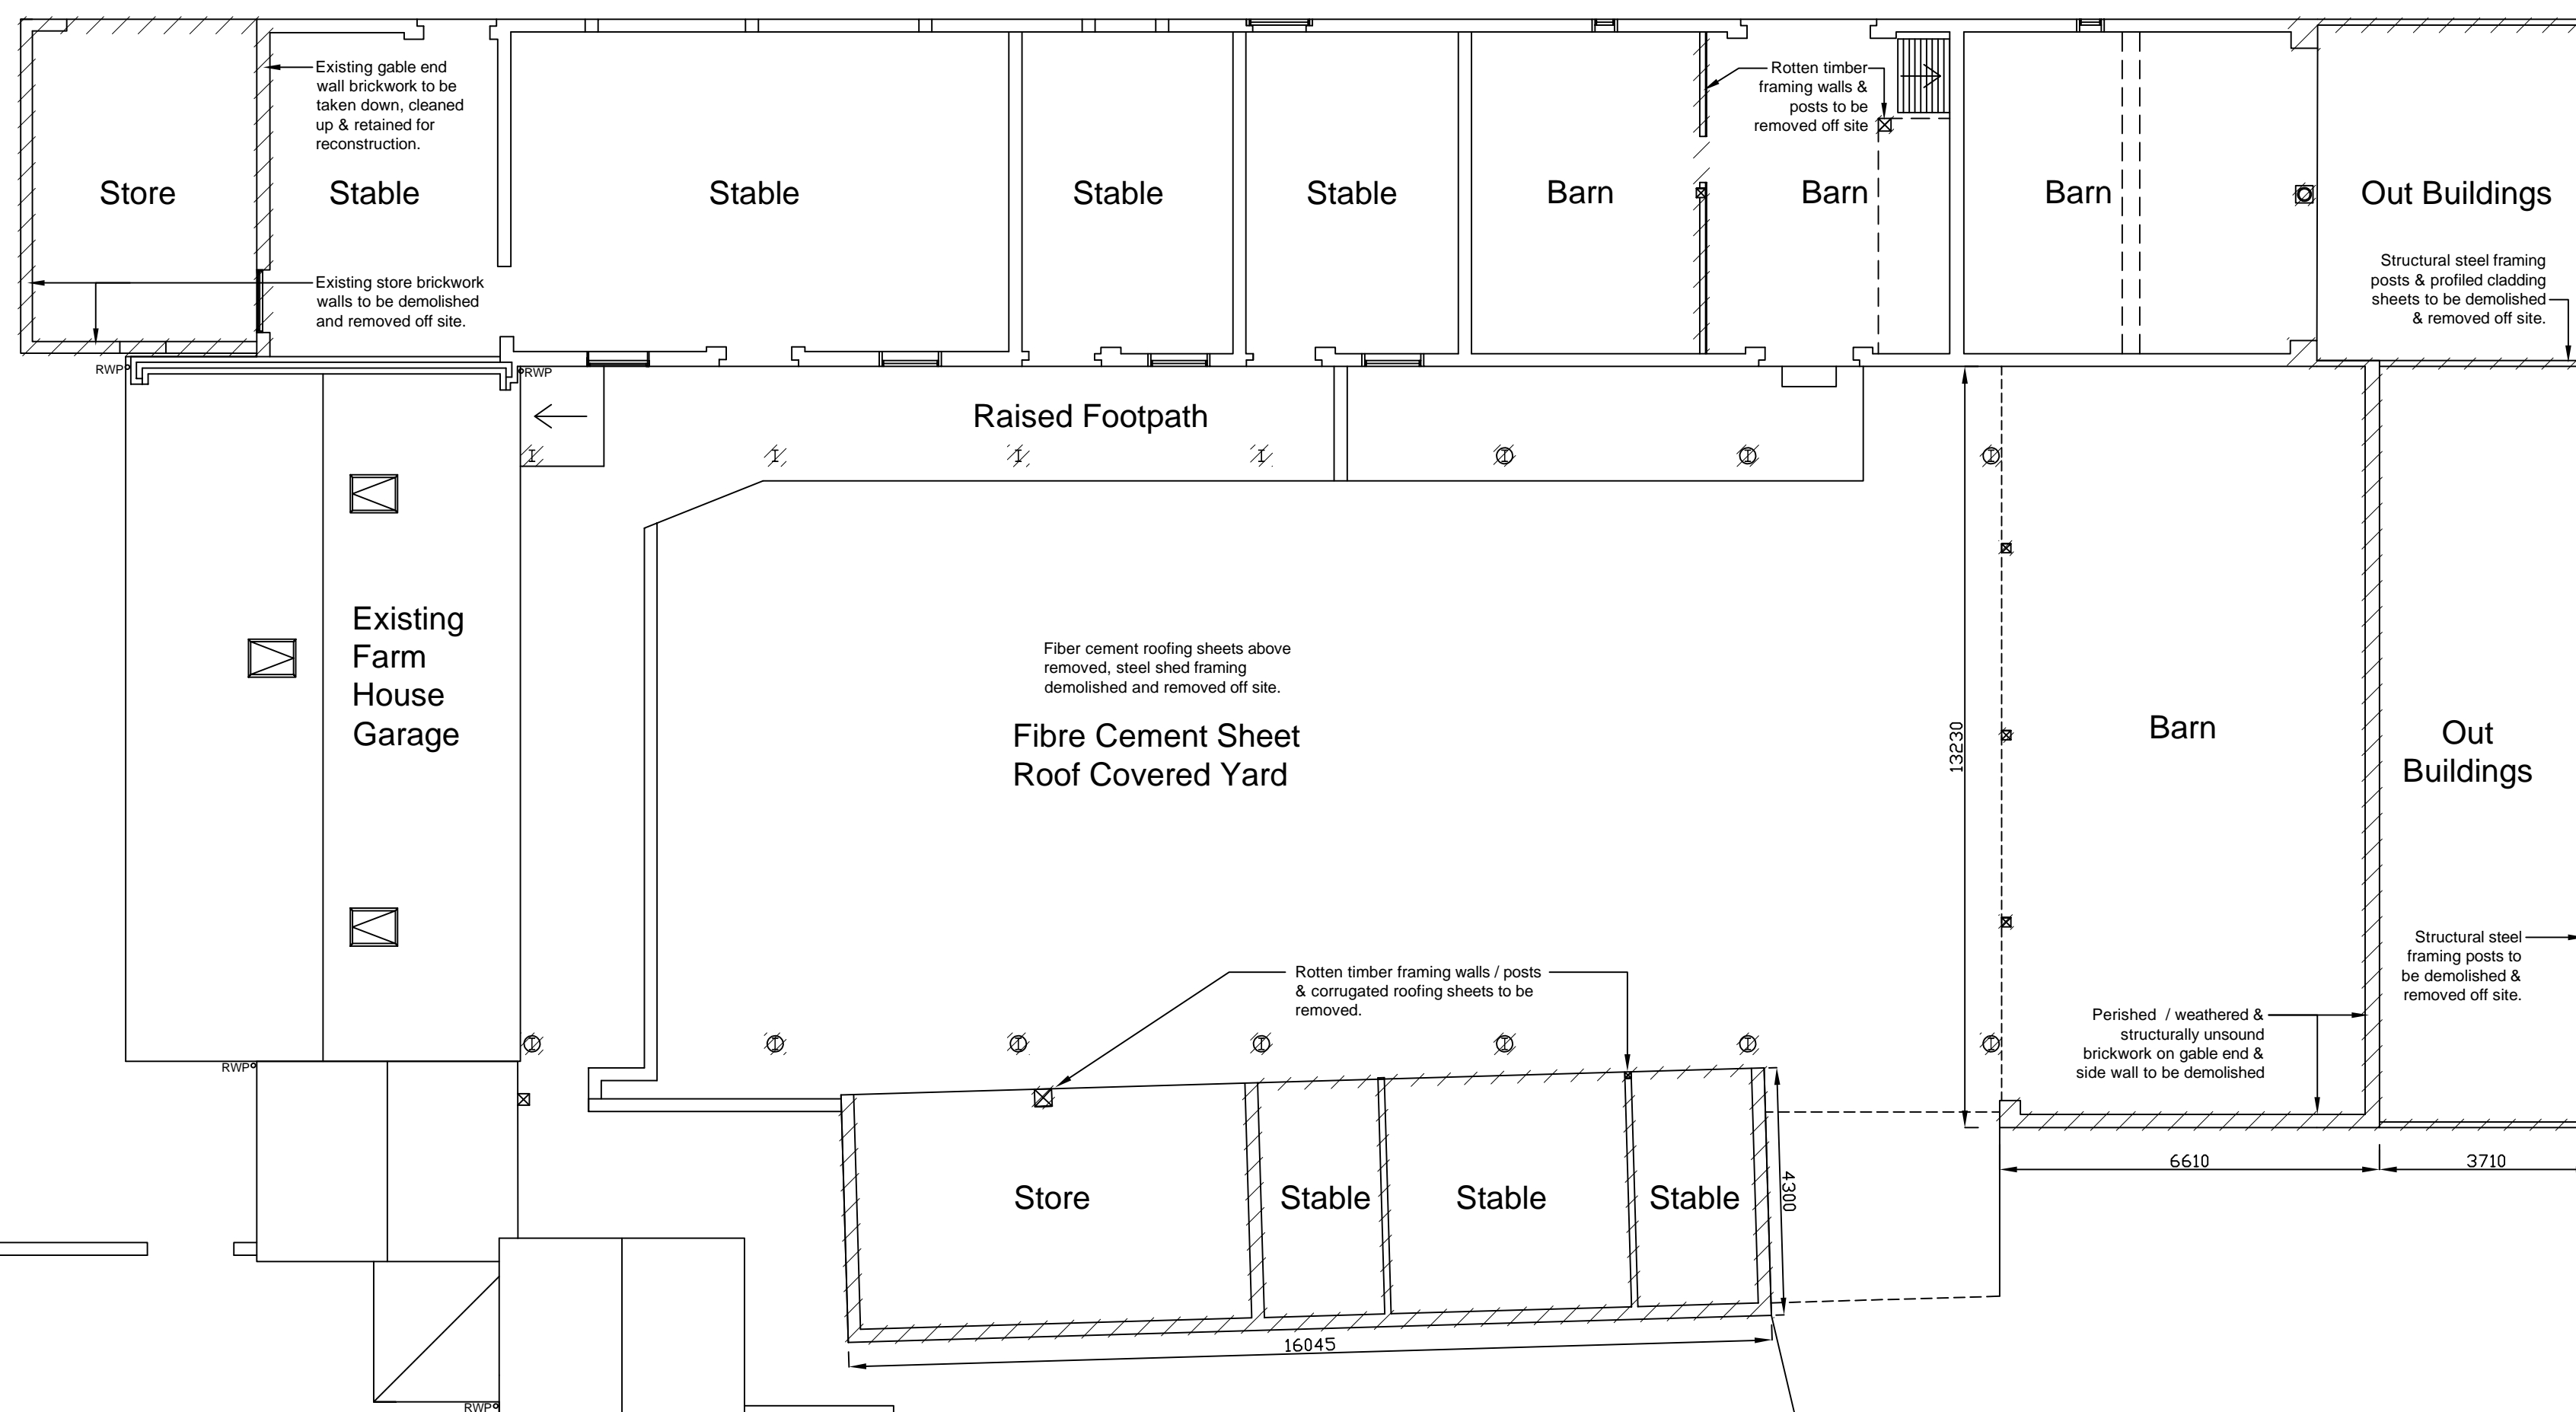 Existing gable end
wall brickwork to be
taken down, cleaned
up & retained for
reconstruction.
Rotten timber
framing walls &
posts to be
removed off site
Store
Stable
Stable
Stable
Stable
Barn
Barn
Barn
Out Buildings
Existing store brickwork
walls to be demolished
and removed off site.
Structural steel framing
posts & profiled cladding
sheets to be demolished
& removed off site.
RWP
RWP
Raised Footpath
I
I
I
I
I
I
I
Existing
Farm
House
Garage
Fiber cement roofing sheets above
removed, steel shed framing
demolished and removed off site.
Fibre Cement Sheet
Roof Covered Yard
13230
Barn
Out
Buildings
Structural steel
framing posts to
be demolished &
removed off site.
Rotten timber framing walls / posts
& corrugated roofing sheets to be
removed.
Perished / weathered &
structurally unsound
brickwork on gable end &
side wall to be demolished
I
I
I
I
I
I
I
RWP
6610
3710
Store
Stable
Stable
Stable
4300
16045
RWP